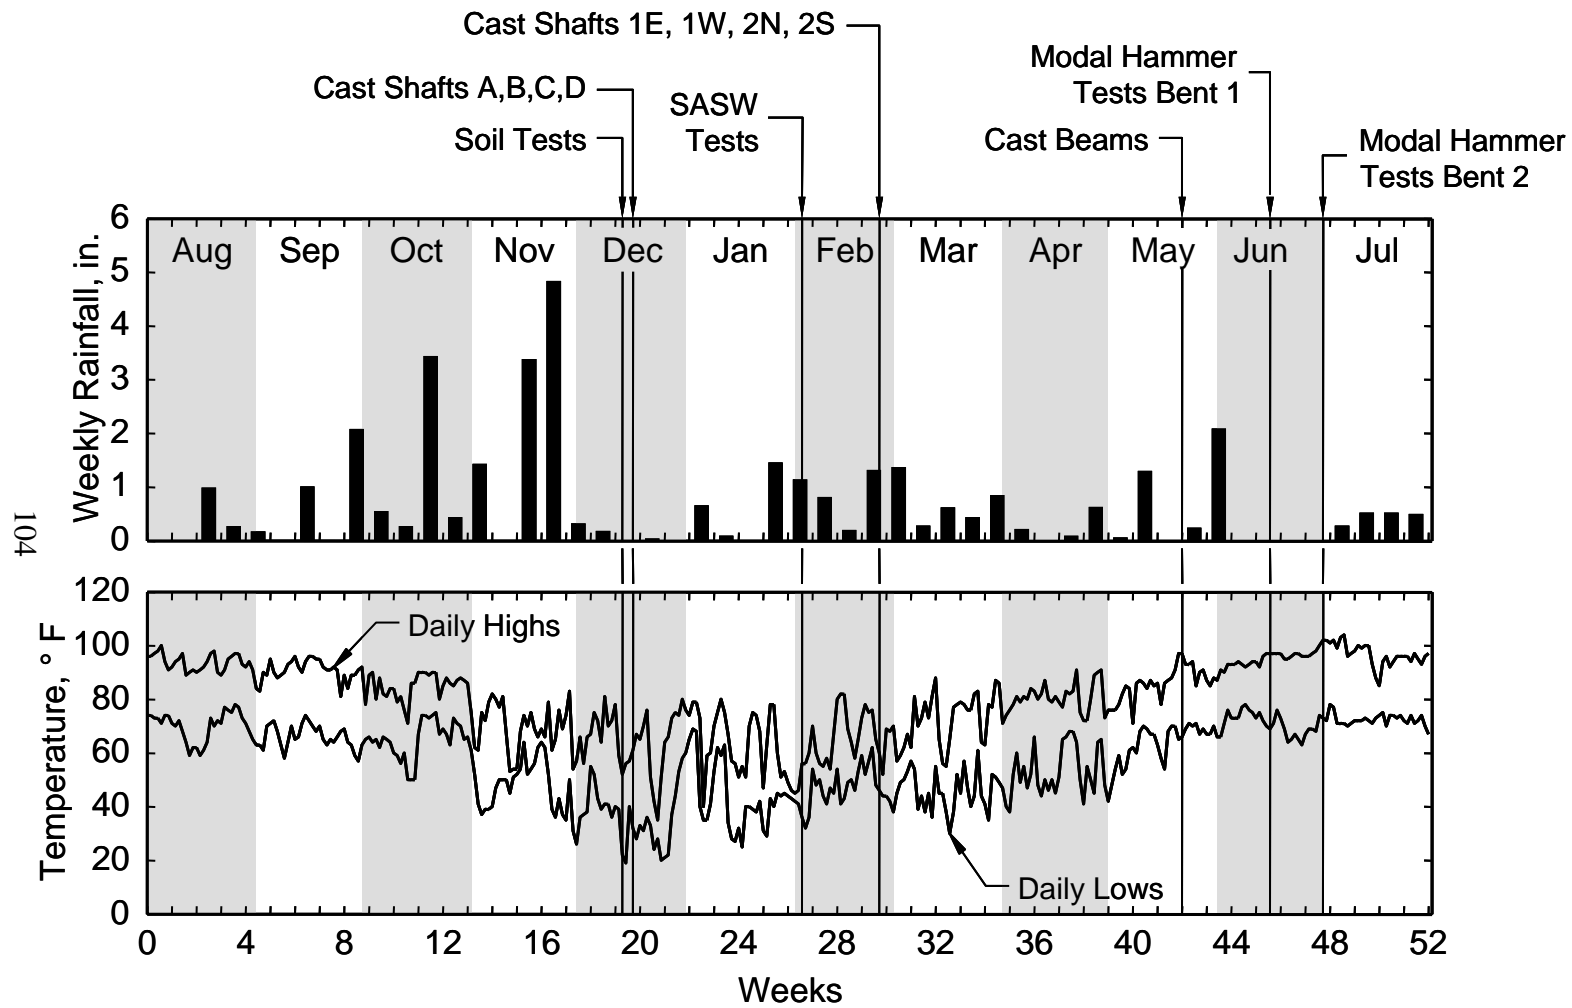 Cast Shafts 1E, 1W, 2N, 2S
Modal Hammer
Tests Bent 1
Cast Shafts A,B,C,D
SASW
Tests
Soil Tests
Cast Beams
Modal Hammer
Tests Bent 2
6
5
4
3
2
1
0
Weekly Rainfall, in.
Aug Sep Oct Nov Dec Jan Feb Mar Apr May Jun Jul
104
120
100
80
60
40
20
0
Temperature, ° F
Daily Highs
Daily Lows
0 4 8 12 16 20 24 28 32 36 40 44 48 52
Weeks